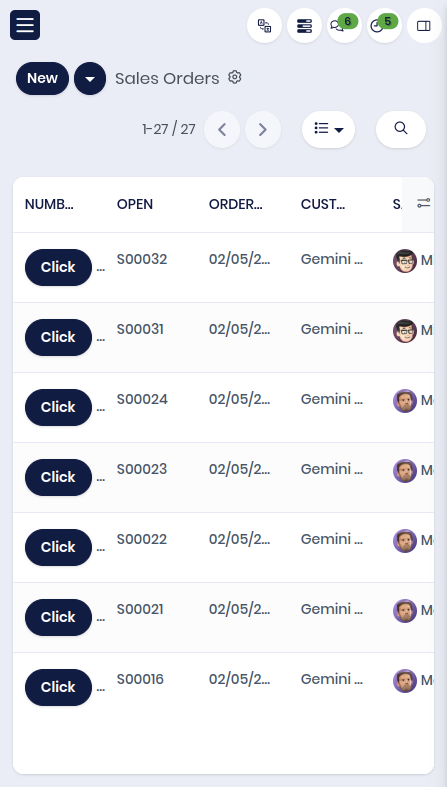 6 5
New Sales Orders
1-27 / 27
NUMB... OPEN ORDER... CUST... S.
Click ... S00032 02/05/2... Gemini ... M
Click ... S00031 02/05/2... Gemini ... M
Click ... S00024 02/05/2... Gemini ... M
Click ... S00023 02/05/2... Gemini ... M
Click ... S00022 02/05/2... Gemini ... M
Click ... S00021 02/05/2... Gemini ... M
Click ... S00016 02/05/2... Gemini ... M